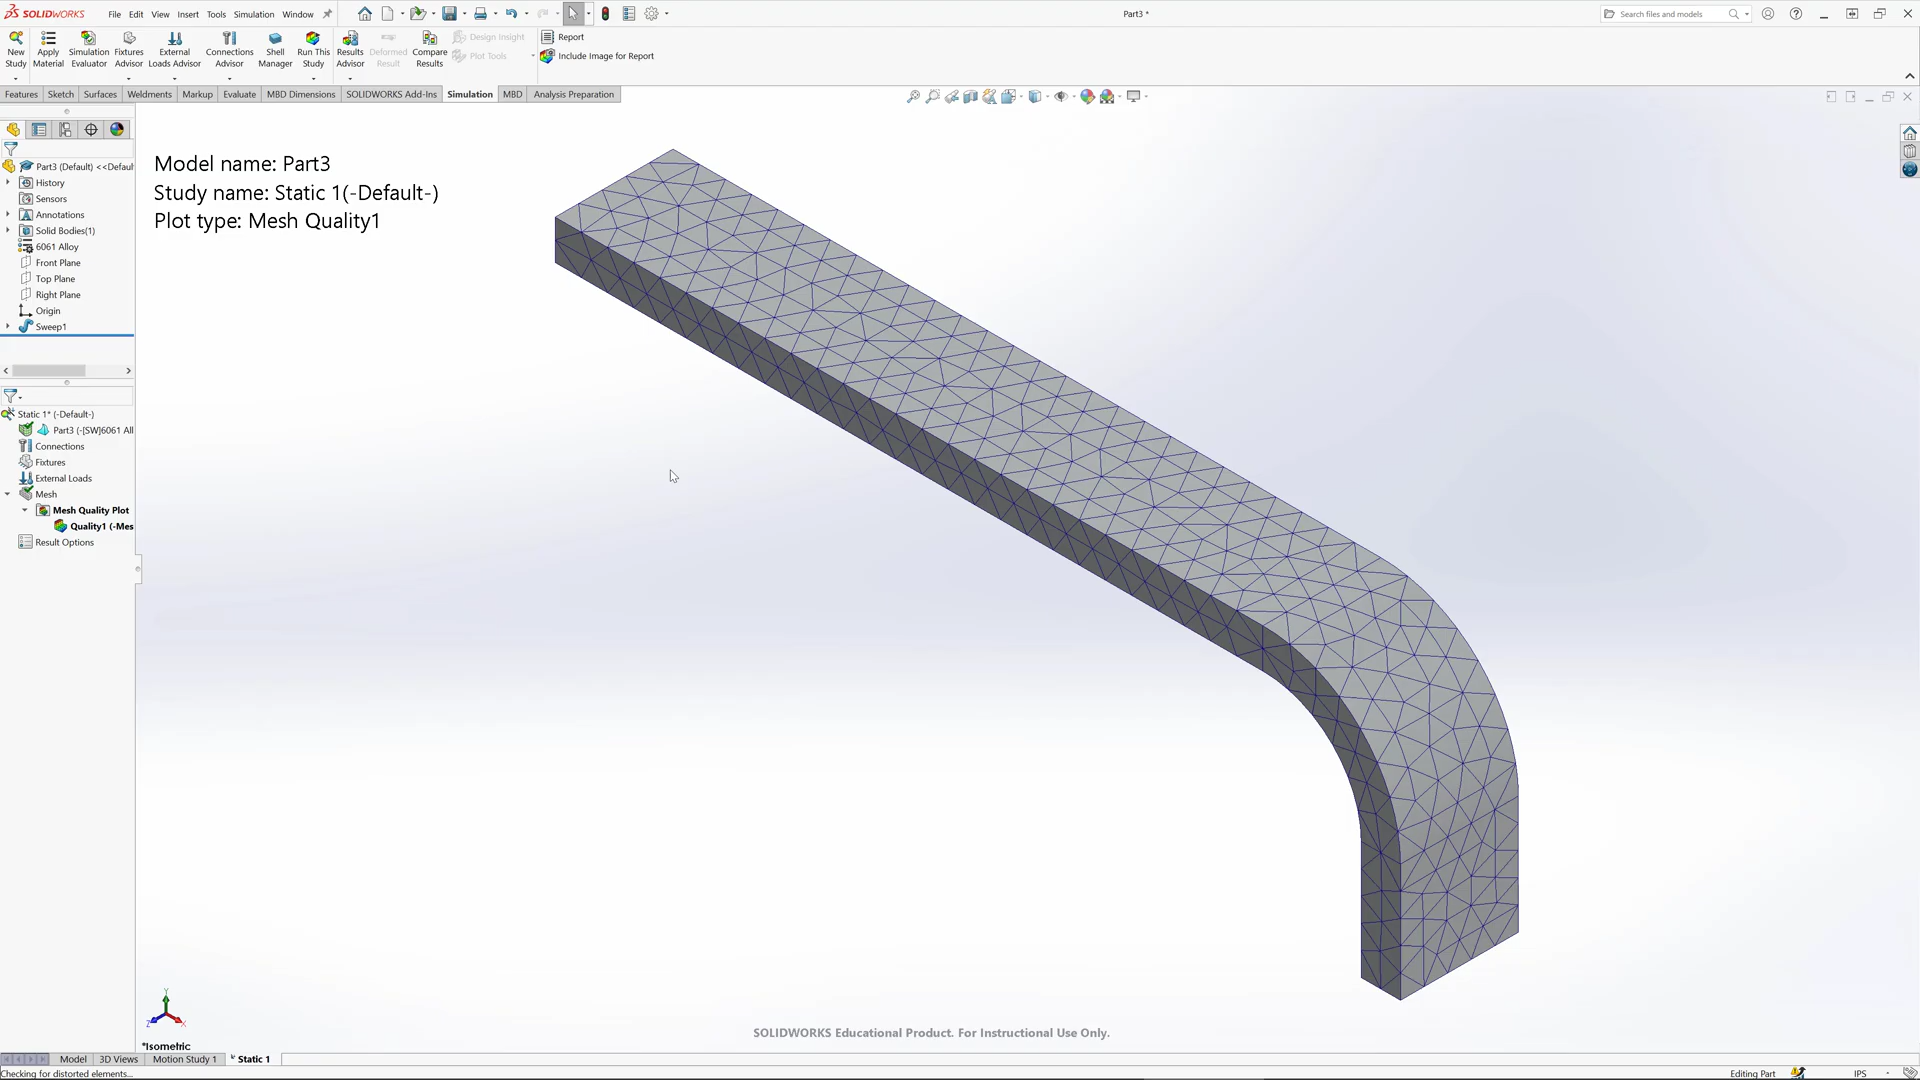 SOLIDWORKS File Edit View Insert Tools Simulation Window Part3 * Search files and models
New Study Apply Material Simulation Evaluator Fixtures Advisor External Loads Advisor Connections Advisor Shell Manager Run This Study Results Advisor Deformed Result Compare Results Design Insight Plot Tools Report Include Image for Report
Features Sketch Surfaces Weldments Markup Evaluate MBD Dimensions SOLIDWORKS Add-Ins Simulation MBD Analysis Preparation
Part3 (Default) <<Defaul
History
Sensors
Annotations
Solid Bodies(1)
6061 Alloy
Front Plane
Top Plane
Right Plane
Origin
Sweep1
Static 1* (-Default-)
Part3 (-[SW]6061 All
Connections
Fixtures
External Loads
Mesh
Mesh Quality Plot
Quality1 (-Mes
Result Options
Model name: Part3
Study name: Static 1(-Default-)
Plot type: Mesh Quality1
Y
Z X
*Isometric
SOLIDWORKS Educational Product. For Instructional Use Only.
Model 3D Views Motion Study 1 Static 1
Checking for distorted elements... Editing Part IPS